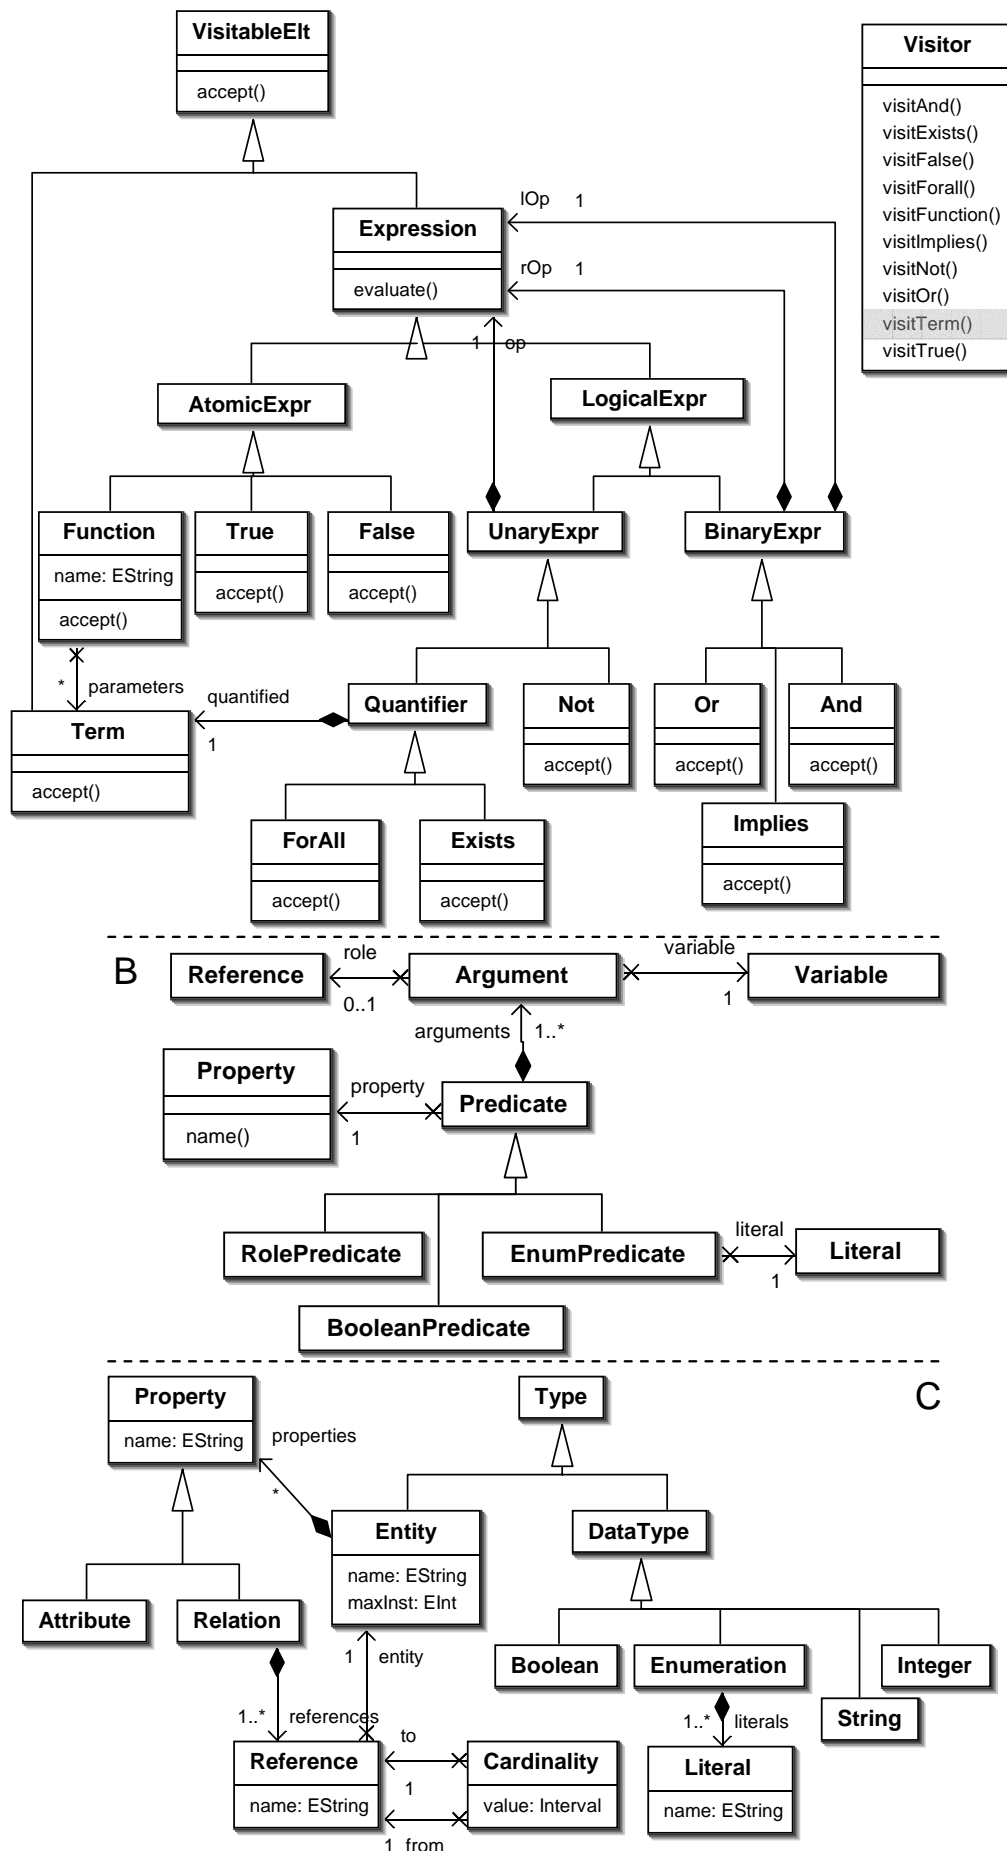 VisitableElt
accept()
Visitor
visitAnd()
visitExists()
visitFalse()
visitForall()
visitFunction()
visitImplies()
visitNot()
visitOr()
visitTerm()
visitTrue()
lOp 1
Expression
evaluate()
rOp 1
1 op
AtomicExpr
LogicalExpr
Function
name: EString
accept()
True
accept()
False
accept()
UnaryExpr
BinaryExpr
* parameters
quantified
1
Term
accept()
Quantifier
Not
accept()
Or
accept()
And
accept()
Implies
accept()
ForAll
accept()
Exists
accept()
B
Reference
role
0..1
Argument
variable
1
Variable
arguments 1..*
Property
name()
property
1
Predicate
RolePredicate
EnumPredicate
literal
1
Literal
BooleanPredicate
C
Property
name: EString
Type
properties
*
Entity
name: EString
maxInst: EInt
DataType
Attribute
Relation
1 entity
Boolean
Enumeration
Integer
String
1..* references
1..* literals
Reference
name: EString
to
1
Cardinality
value: Interval
1 from
Literal
name: EString